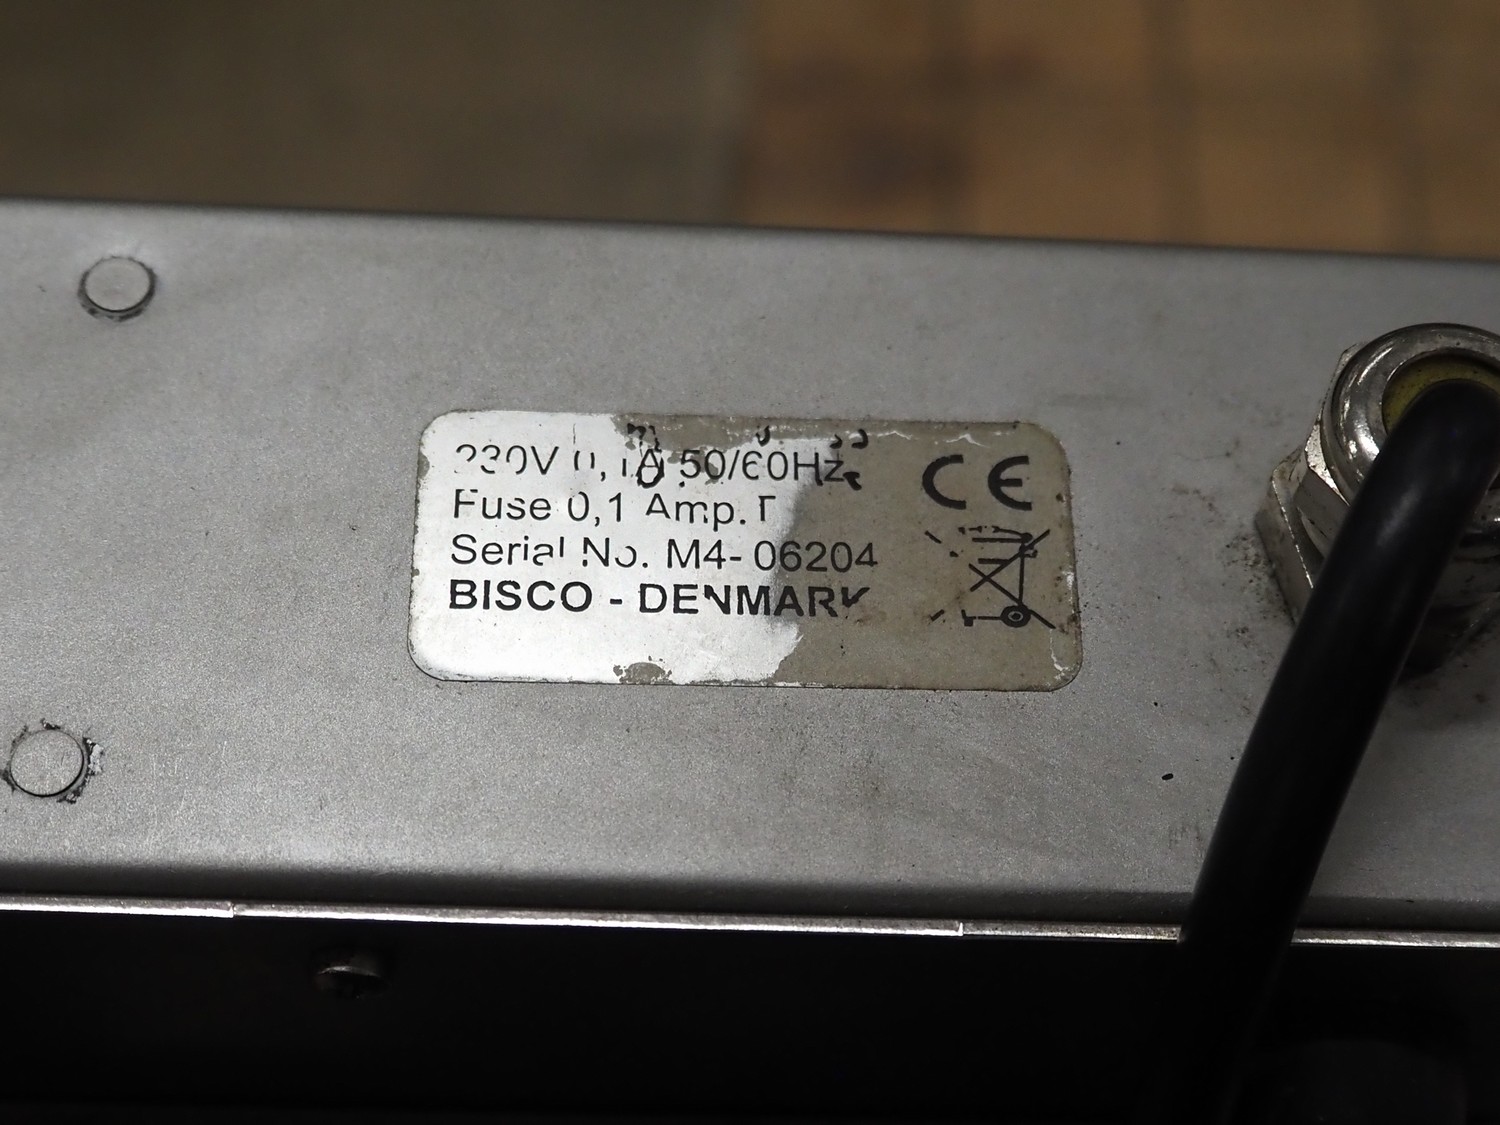 230V 0,1A 50/60Hz CE
Fuse 0,1 Amp. T
Serial No. M4-06204
BISCO - DENMARK